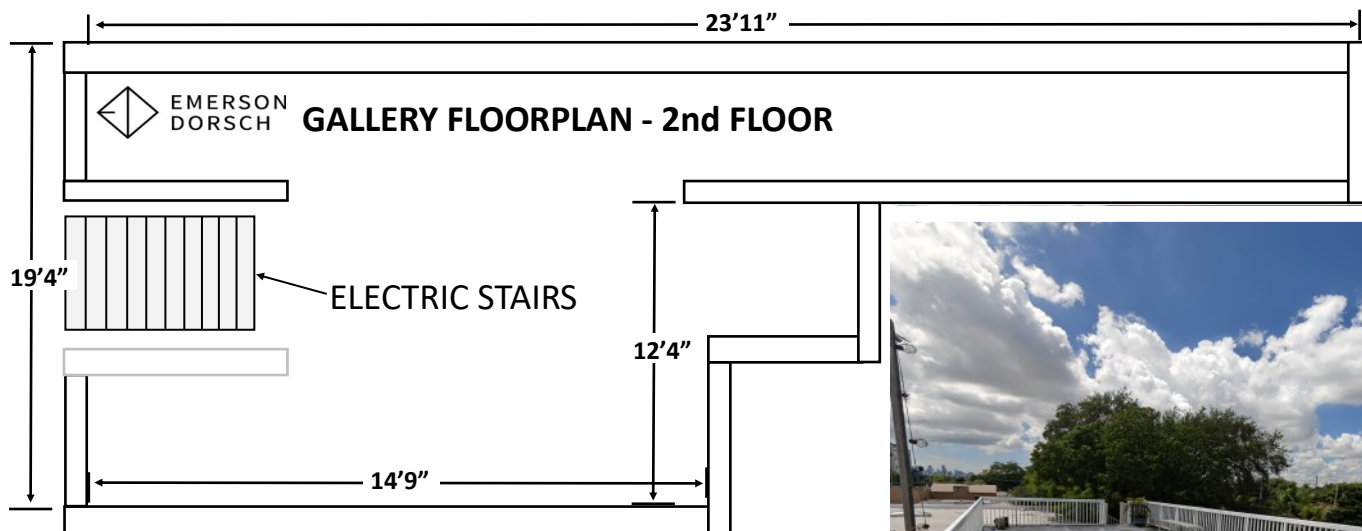 23’11”
EMERSON
DORSCH
GALLERY FLOORPLAN - 2nd FLOOR
19’4”
ELECTRIC STAIRS
12’4”
14’9”